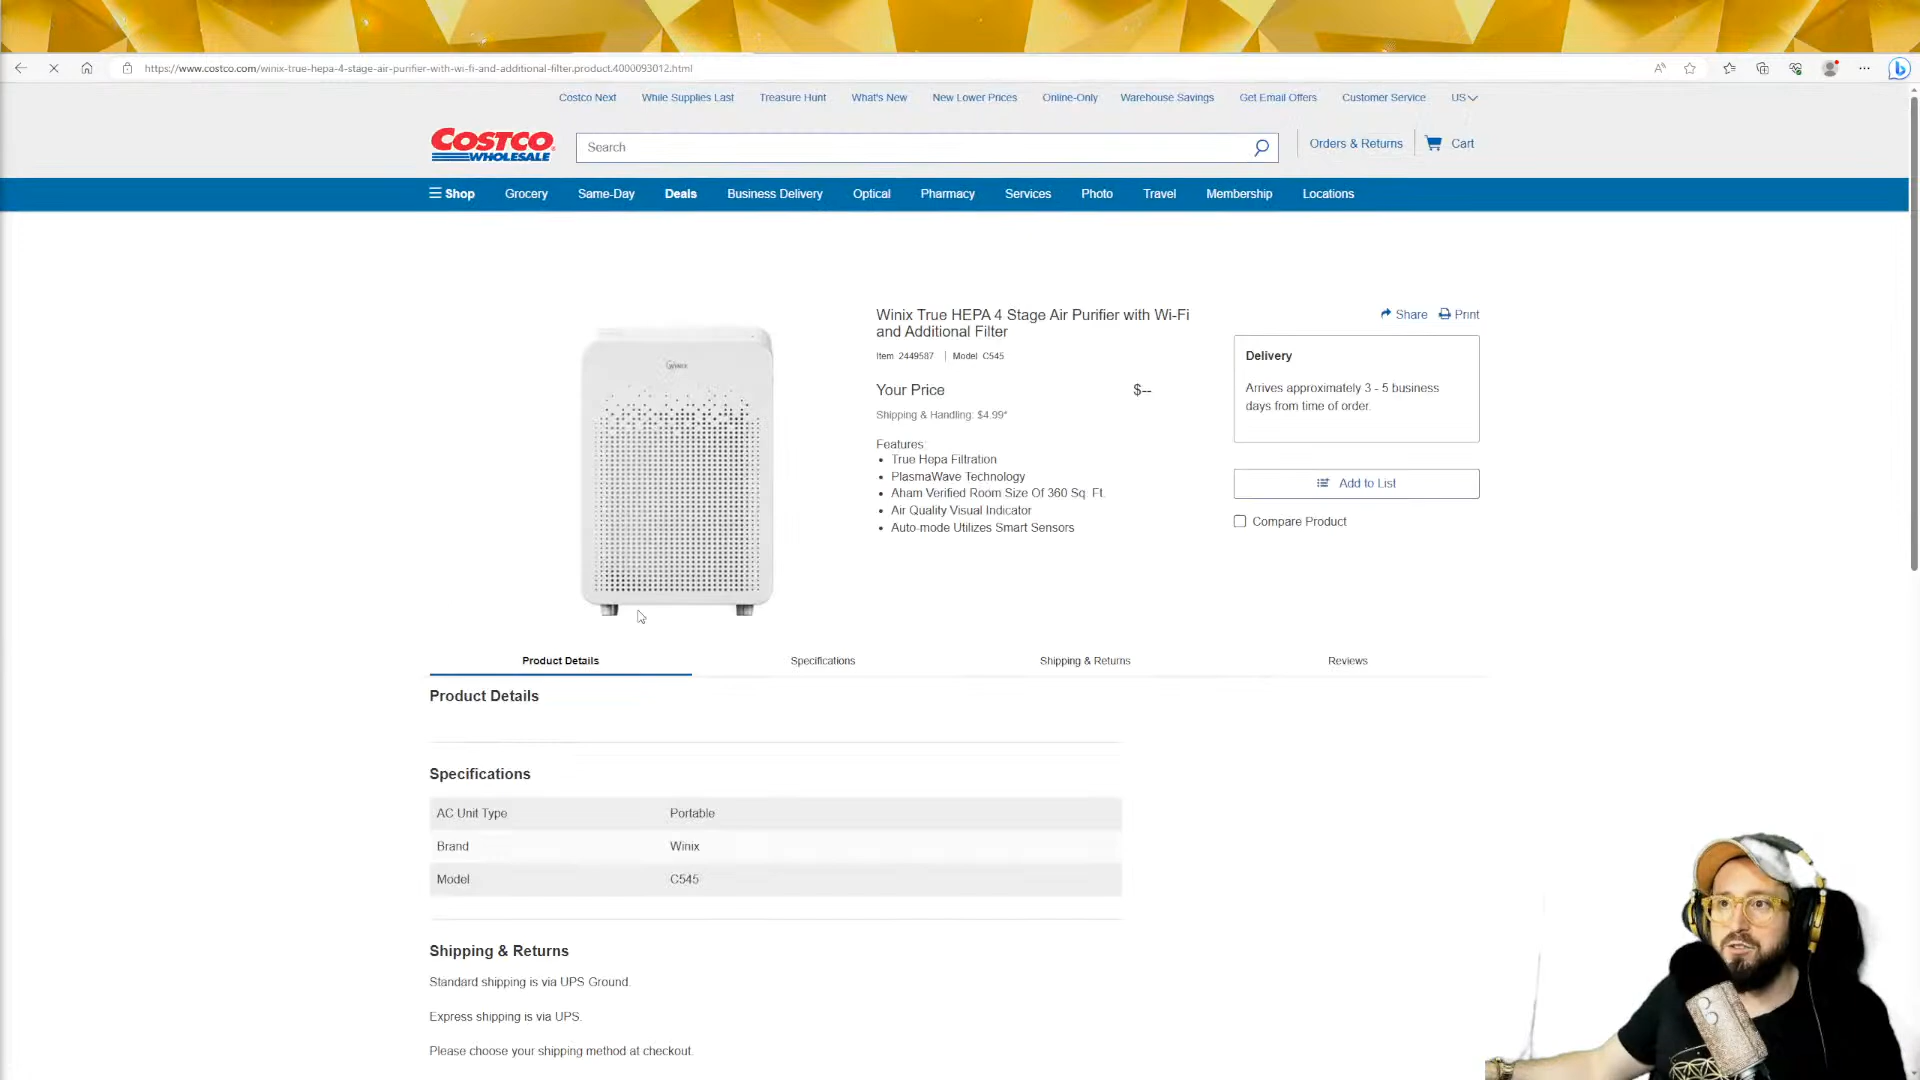 https://www.costco.com/winix-true-hepa-4-stage-air-purifier-with-wi-fi-and-additional-filter.product.4000093012.html
Costco Next While Supplies Last Treasure Hunt What's New New Lower Prices Online-Only Warehouse Savings Get Email Offers Customer Service US
COSTCO WHOLESALE
Search
Orders & Returns Cart
Shop Grocery Same-Day Deals Business Delivery Optical Pharmacy Services Photo Travel Membership Locations
Winix True HEPA 4 Stage Air Purifier with Wi-Fi
and Additional Filter
Item 2449587 | Model C545
Your Price $--
Shipping & Handling: $4.99*
Features:
• True Hepa Filtration
• PlasmaWave Technology
• Aham Verified Room Size Of 360 Sq. Ft.
• Air Quality Visual Indicator
• Auto-mode Utilizes Smart Sensors
Share Print
Delivery
Arrives approximately 3 - 5 business
days from time of order.
Add to List
Compare Product
WINIX
Product Details Specifications Shipping & Returns Reviews
Product Details
Specifications
AC Unit Type Portable
Brand Winix
Model C545
Shipping & Returns
Standard shipping is via UPS Ground.
Express shipping is via UPS.
Please choose your shipping method at checkout.